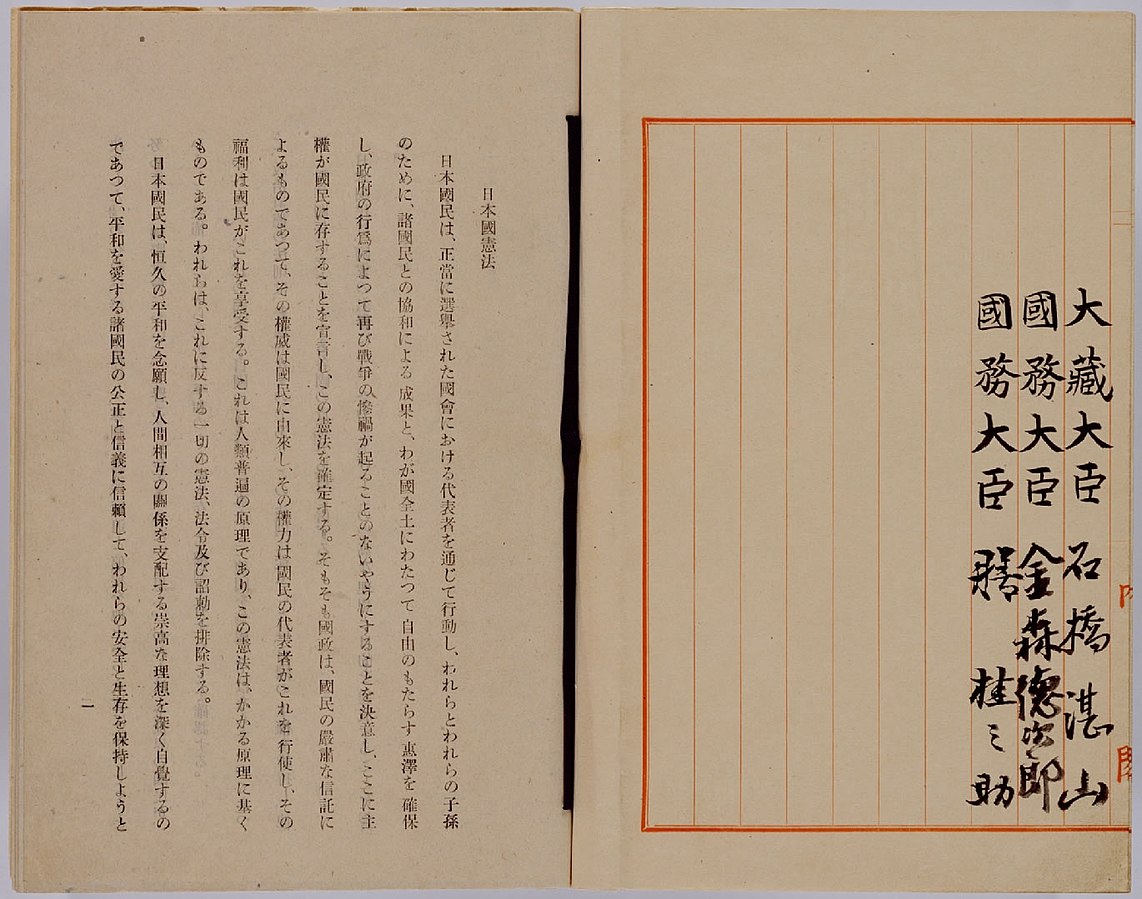 大藏大臣 石橋湛山
國務大臣 金森德次郎
國務大臣 膳 桂之助
内
閣
日本國憲法
日本國民は、正當に選擧された國會における代表者を通じて行動し、われらとわれらの子孫
のために、諸國民との協和による成果と、わが國全土にわたつて自由のもたらす惠澤を確保
し、政府の行爲によつて再び戰爭の慘禍が起ることのないやうにすることを決意し、ここに主
權が國民に存することを宣言し、この憲法を確定する。そもそも國政は、國民の嚴肅な信託に
よるものであつて、その權威は國民に由來し、その權力は國民の代表者がこれを行使し、その
福利は國民がこれを享受する。これは人類普遍の原理であり、この憲法は、かかる原理に基く
ものである。われらは、これに反する一切の憲法、法令及び詔勅を排除する。
日本國民は、恒久の平和を念願し、人間相互の關係を支配する崇高な理想を深く自覺するの
であつて、平和を愛する諸國民の公正と信義に信賴して、われらの安全と生存を保持しようと
一